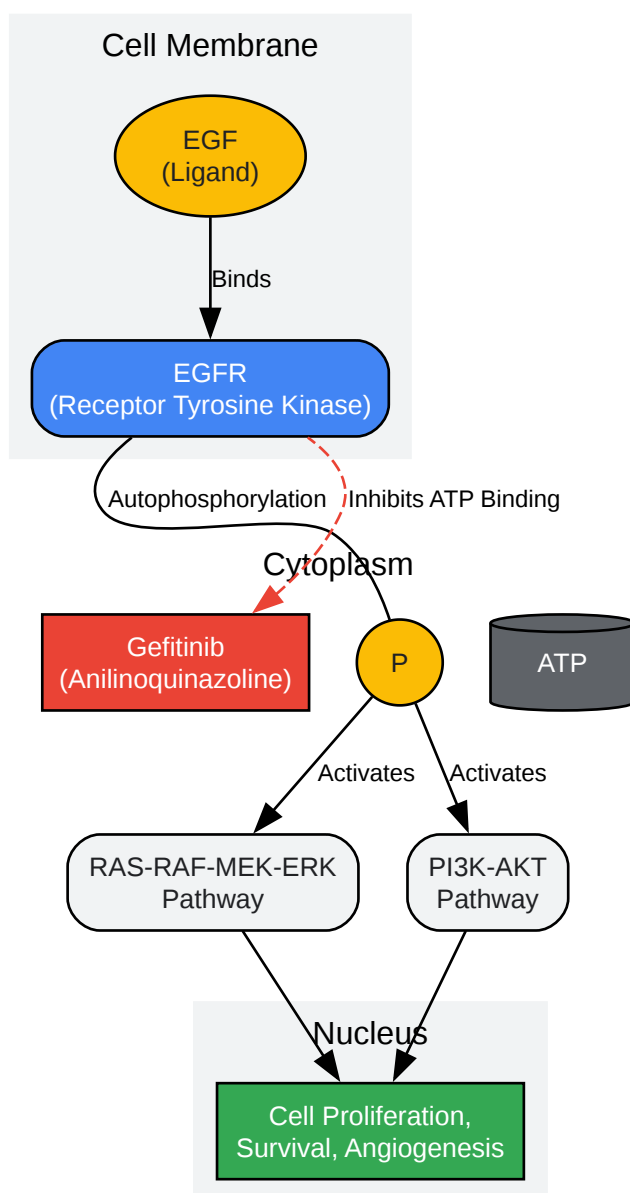 Cell Membrane
EGF
(Ligand)
Binds
EGFR
(Receptor Tyrosine Kinase)
Autophosphorylation
Inhibits ATP Binding
Cytoplasm
Gefitinib
(Anilinoquinazoline)
P
ATP
Activates
Activates
RAS-RAF-MEK-ERK
Pathway
PI3K-AKT
Pathway
Nucleus
Cell Proliferation,
Survival, Angiogenesis